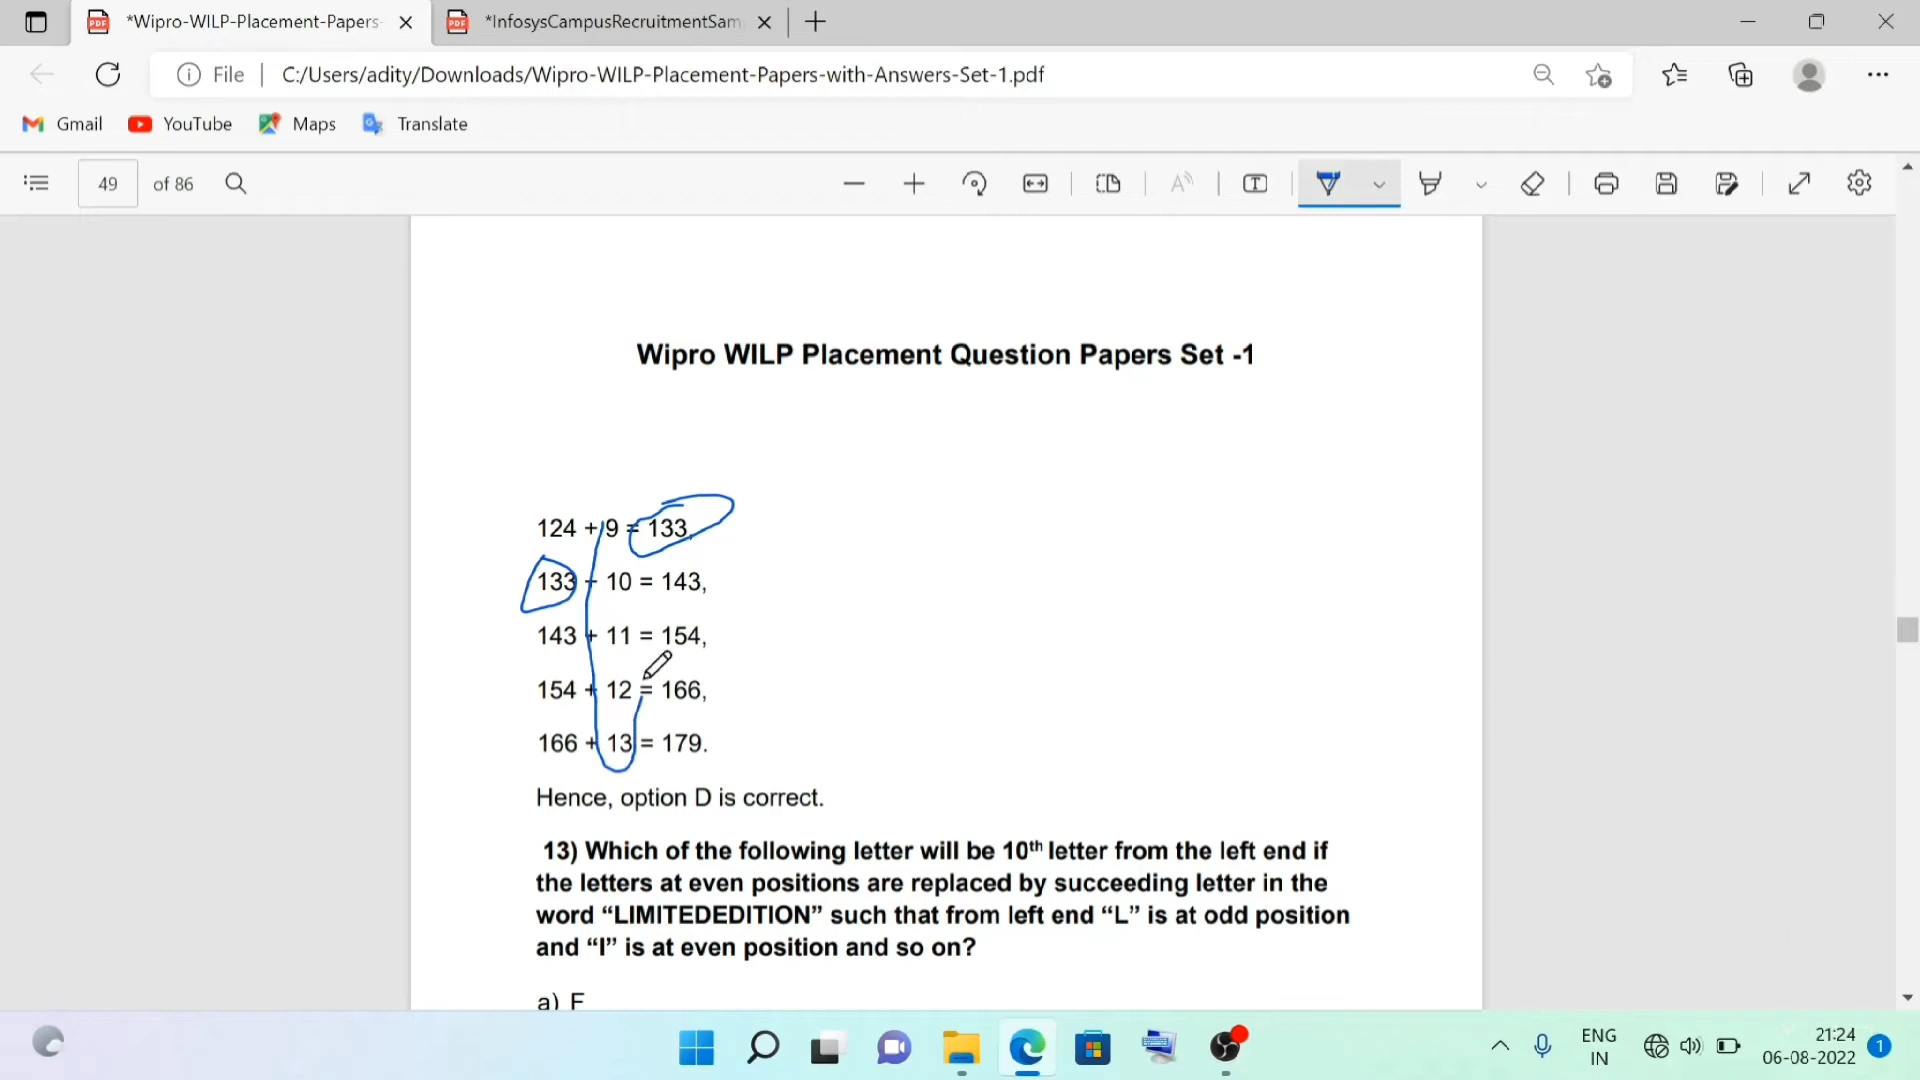 *Wipro-WILP-Placement-Papers-
*InfosysCampusRecruitmentSam
File
C:/Users/adity/Downloads/Wipro-WILP-Placement-Papers-with-Answers-Set-1.pdf
Gmail
YouTube
Maps
Translate
49 of 86
Wipro WILP Placement Question Papers Set -1
124 + 9 = 133,
133 + 10 = 143,
143 + 11 = 154,
154 + 12 = 166,
166 + 13 = 179.
Hence, option D is correct.
13) Which of the following letter will be 10th letter from the left end if
the letters at even positions are replaced by succeeding letter in the
word “LIMITEDEDITION” such that from left end “L” is at odd position
and “I” is at even position and so on?
ENG
IN
21:24
06-08-2022
1